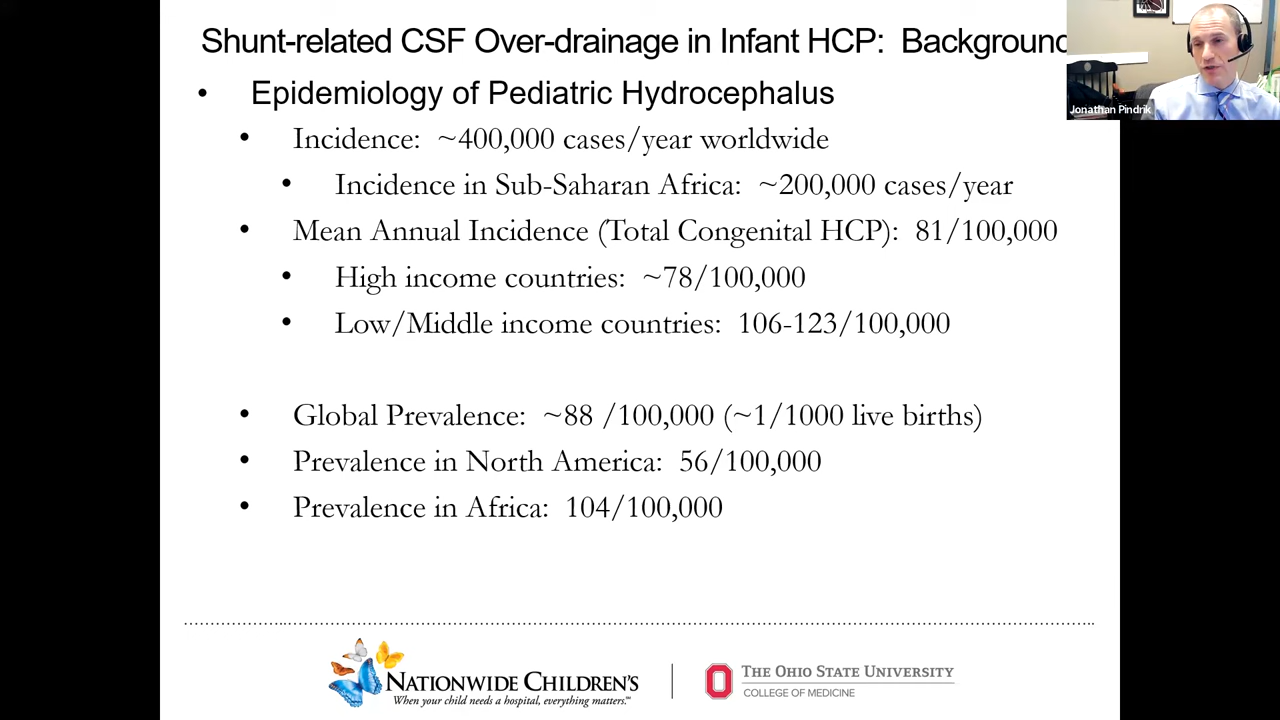 Shunt-related CSF Over-drainage in Infant HCP: Background
Jonathan Pindrik
• Epidemiology of Pediatric Hydrocephalus
• Incidence: ~400,000 cases/year worldwide
• Incidence in Sub-Saharan Africa: ~200,000 cases/year
• Mean Annual Incidence (Total Congenital HCP): 81/100,000
• High income countries: ~78/100,000
• Low/Middle income countries: 106-123/100,000
• Global Prevalence: ~88 /100,000 (~1/1000 live births)
• Prevalence in North America: 56/100,000
• Prevalence in Africa: 104/100,000
NATIONWIDE CHILDREN'S
When your child needs a hospital, everything matters.℠
THE OHIO STATE UNIVERSITY
COLLEGE OF MEDICINE